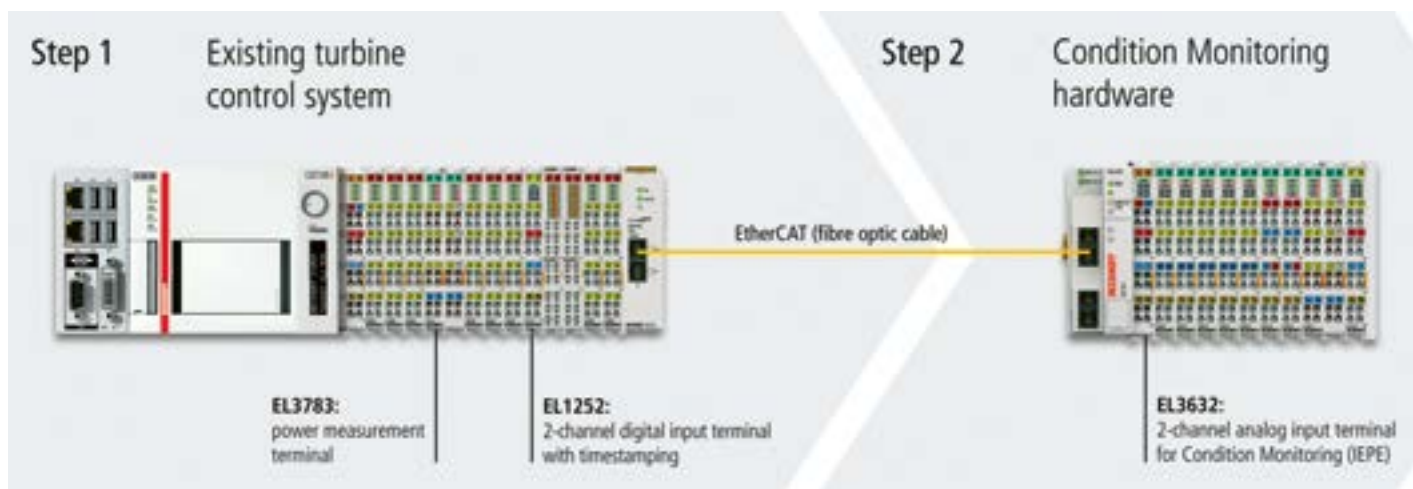 Step 1
Existing turbine
control system
Step 2
Condition Monitoring
hardware
EtherCAT (fibre optic cable)
EL3783:
power measurement
terminal
EL1252:
2-channel digital input terminal
with timestamping
EL3632:
2-channel analog input terminal
for Condition Monitoring (IEPE)